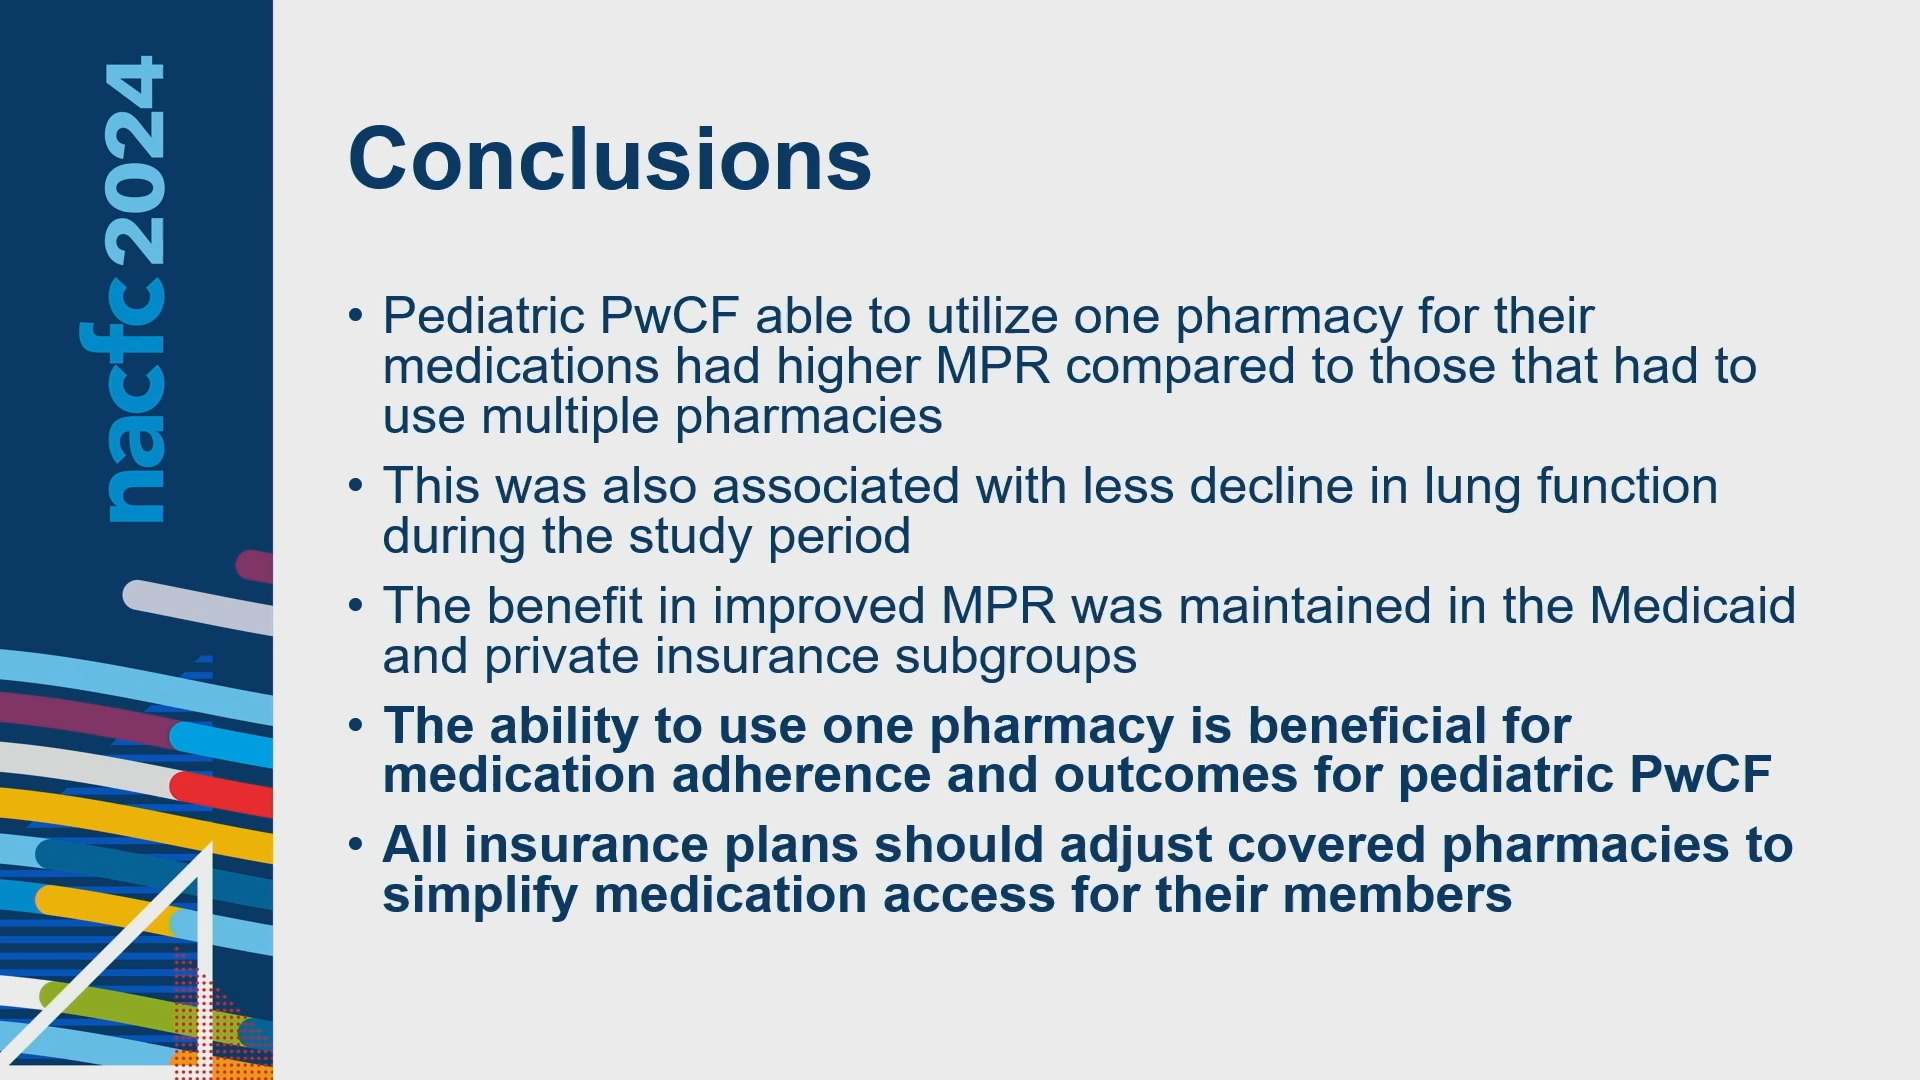 nacfc 2024
Conclusions
• Pediatric PwCF able to utilize one pharmacy for their
medications had higher MPR compared to those that had to
use multiple pharmacies
• This was also associated with less decline in lung function
during the study period
• The benefit in improved MPR was maintained in the Medicaid
and private insurance subgroups
• The ability to use one pharmacy is beneficial for
medication adherence and outcomes for pediatric PwCF
• All insurance plans should adjust covered pharmacies to
simplify medication access for their members